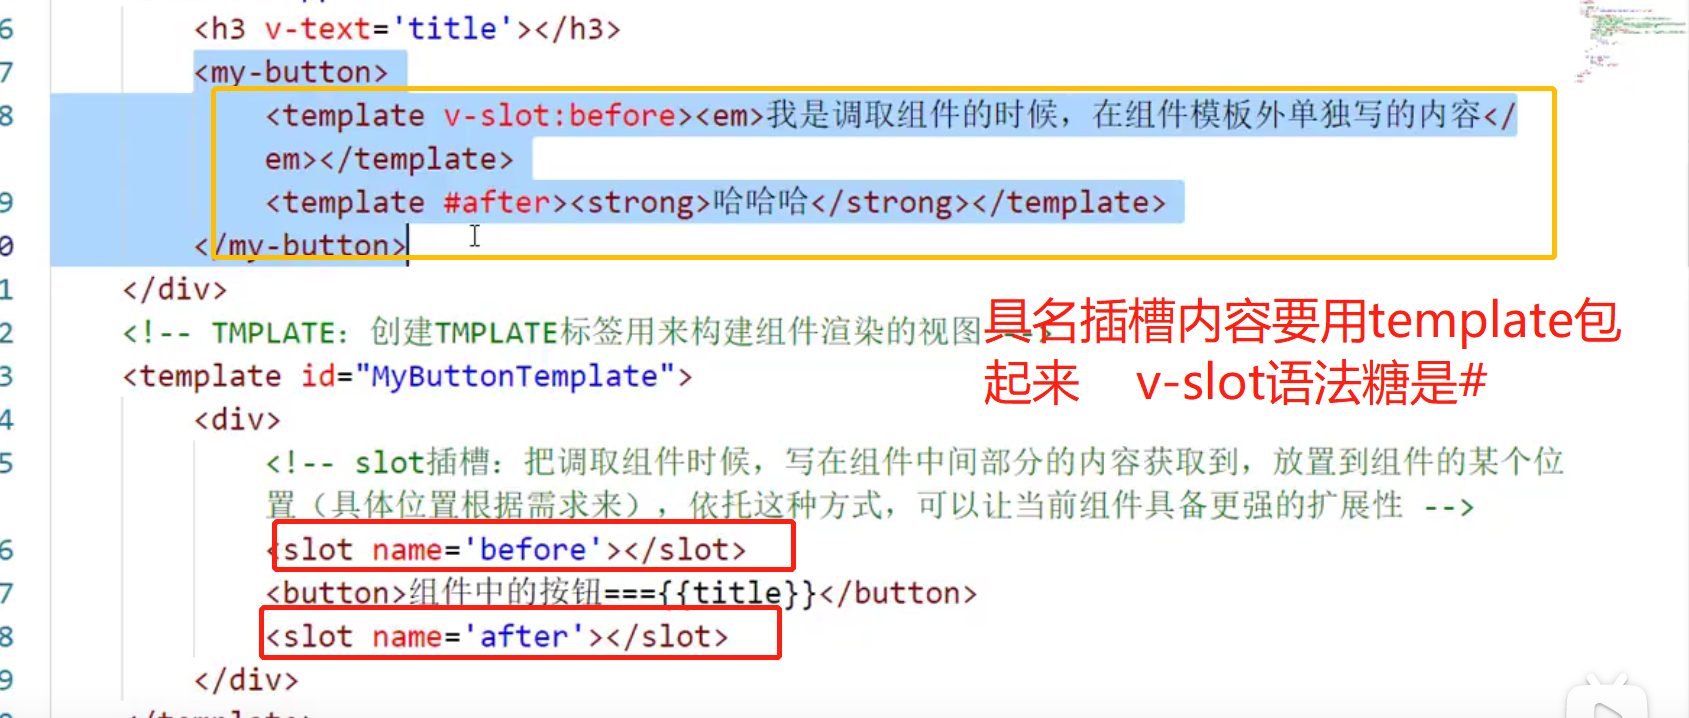 6 <h3 v-text='title'></h3>
7 <my-button>
8 <template v-slot:before><em>我是调取组件的时候，在组件模板外单独写的内容</
em></template>
9 <template #after><strong>哈哈哈</strong></template>
0 </my-button>
1 </div>
2 <!-- TMPLATE：创建TMPLATE标签用来构建组件渲染的视图
具名插槽内容要用template包
起来 v-slot语法糖是#
3 <template id="MyButtonTemplate">
4 <div>
5 <!-- slot插槽：把调取组件时候，写在组件中间部分的内容获取到，放置到组件的某个位
置（具体位置根据需求来），依托这种方式，可以让当前组件具备更强的扩展性 -->
6 <slot name='before'></slot>
7 <button>组件中的按钮==={{title}}</button>
8 <slot name='after'></slot>
9 </div>